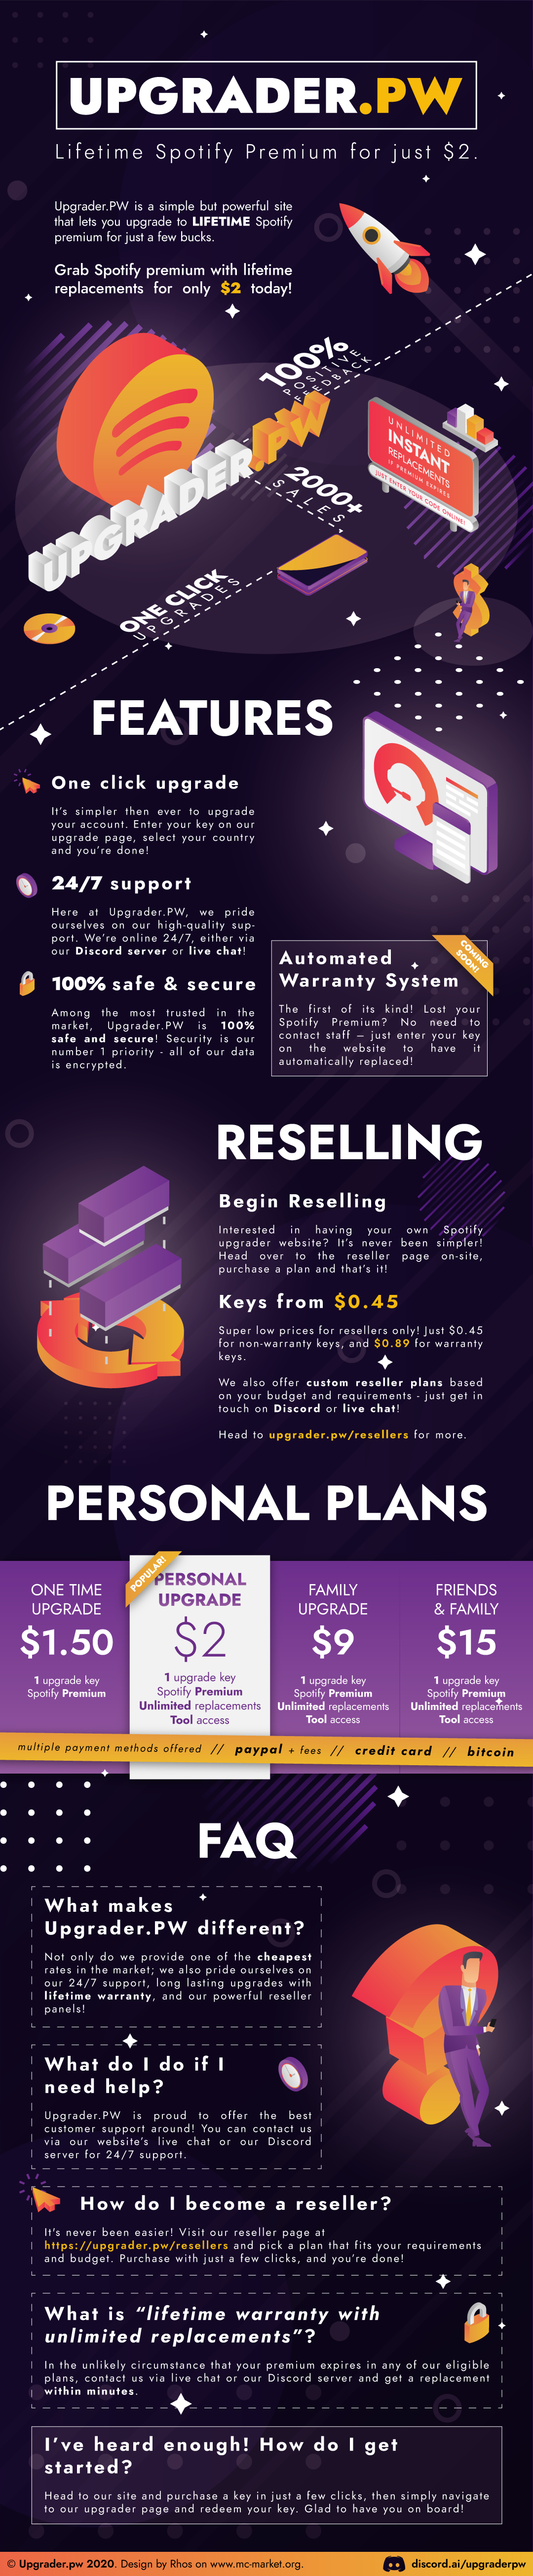 UPGRADER.PW
Lifetime Spotify Premium for just $2.
Upgrader.PW is a simple but powerful site
that lets you upgrade to LIFETIME Spotify
premium for just a few bucks.
Grab Spotify premium with lifetime
replacements for only $2 today!
100%
POSITIVE
FEEDBACK
UPGRADER.PW
UNLIMITED
INSTANT
REPLACEMENTS
IF PREMIUM EXPIRES
JUST ENTER YOUR CODE ONLINE!
2000+
SALES
ONE CLICK
UPGRADES
FEATURES
One click upgrade
It's simpler then ever to upgrade
your account. Enter your key on our
upgrade page, select your country
and you're done!
24/7 support
Here at Upgrader.PW, we pride
ourselves on our high-quality sup-
port. We're online 24/7, either via
our Discord server or live chat!
100% safe & secure
Among the most trusted in the
market, Upgrader.PW is 100%
safe and secure! Security is our
number 1 priority - all of our data
is encrypted.
COMING
SOON!
Automated
Warranty System
The first of its kind! Lost your
Spotify Premium? No need to
contact staff – just enter your key
on the website to have it
automatically replaced!
RESELLING
Begin Reselling
Interested in having your own Spotify
upgrader website? It's never been simpler!
Head over to the reseller page on-site,
purchase a plan and that's it!
Keys from $0.45
Super low prices for resellers only! Just $0.45
for non-warranty keys, and $0.89 for warranty
keys.
We also offer custom reseller plans based
on your budget and requirements - just get in
touch on Discord or live chat!
Head to upgrader.pw/resellers for more.
PERSONAL PLANS
ONE TIME
UPGRADE
$1.50
1 upgrade key
Spotify Premium
POPULAR!
PERSONAL
UPGRADE
$2
1 upgrade key
Spotify Premium
Unlimited replacements
Tool access
FAMILY
UPGRADE
$9
1 upgrade key
Spotify Premium
Unlimited replacements
Tool access
FRIENDS
& FAMILY
$15
1 upgrade key
Spotify Premium
Unlimited replacements
Tool access
multiple payment methods offered // paypal + fees // credit card // bitcoin
FAQ
What makes
Upgrader.PW different?
Not only do we provide one of the cheapest
rates in the market; we also pride ourselves on
our 24/7 support, long lasting upgrades with
lifetime warranty, and our powerful reseller
panels!
What do I do if I
need help?
Upgrader.PW is proud to offer the best
customer support around! You can contact us
via our website's live chat or our Discord
server for 24/7 support.
How do I become a reseller?
It's never been easier! Visit our reseller page at
https://upgrader.pw/resellers and pick a plan that fits your requirements
and budget. Purchase with just a few clicks, and you're done!
What is “lifetime warranty with
unlimited replacements”?
In the unlikely circumstance that your premium expires in any of our eligible
plans, contact us via live chat or our Discord server and get a replacement
within minutes.
I've heard enough! How do I get
started?
Head to our site and purchase a key in just a few clicks, then simply navigate
to our upgrader page and redeem your key. Glad to have you on board!
© Upgrader.pw 2020. Design by Rhos on www.mc-market.org.
discord.ai/upgraderpw